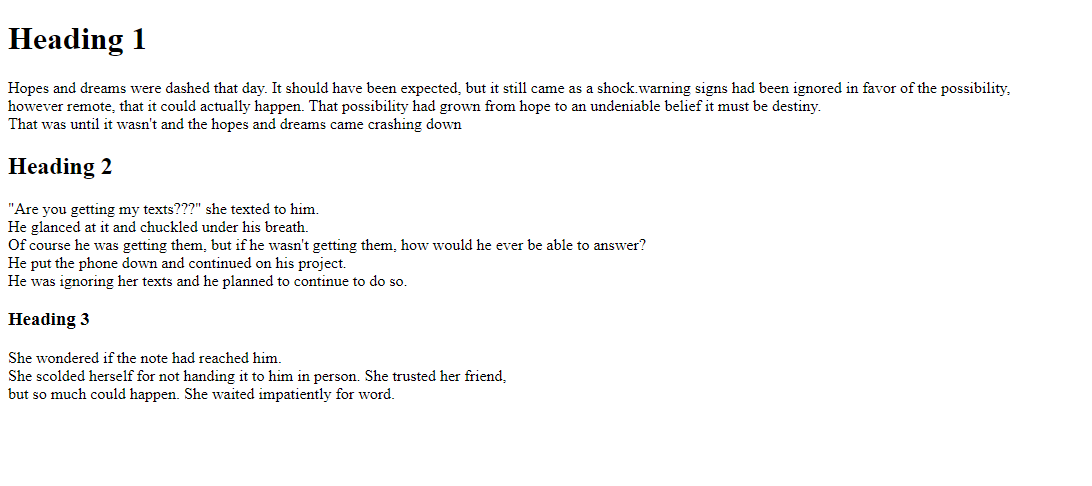 Heading 1
Hopes and dreams were dashed that day. It should have been expected, but it still came as a shock.warning signs had been ignored in favor of the possibility,
however remote, that it could actually happen. That possibility had grown from hope to an undeniable belief it must be destiny.
That was until it wasn't and the hopes and dreams came crashing down
Heading 2
"Are you getting my texts???" she texted to him.
He glanced at it and chuckled under his breath.
Of course he was getting them, but if he wasn't getting them, how would he ever be able to answer?
He put the phone down and continued on his project.
He was ignoring her texts and he planned to continue to do so.
Heading 3
She wondered if the note had reached him.
She scolded herself for not handing it to him in person. She trusted her friend,
but so much could happen. She waited impatiently for word.